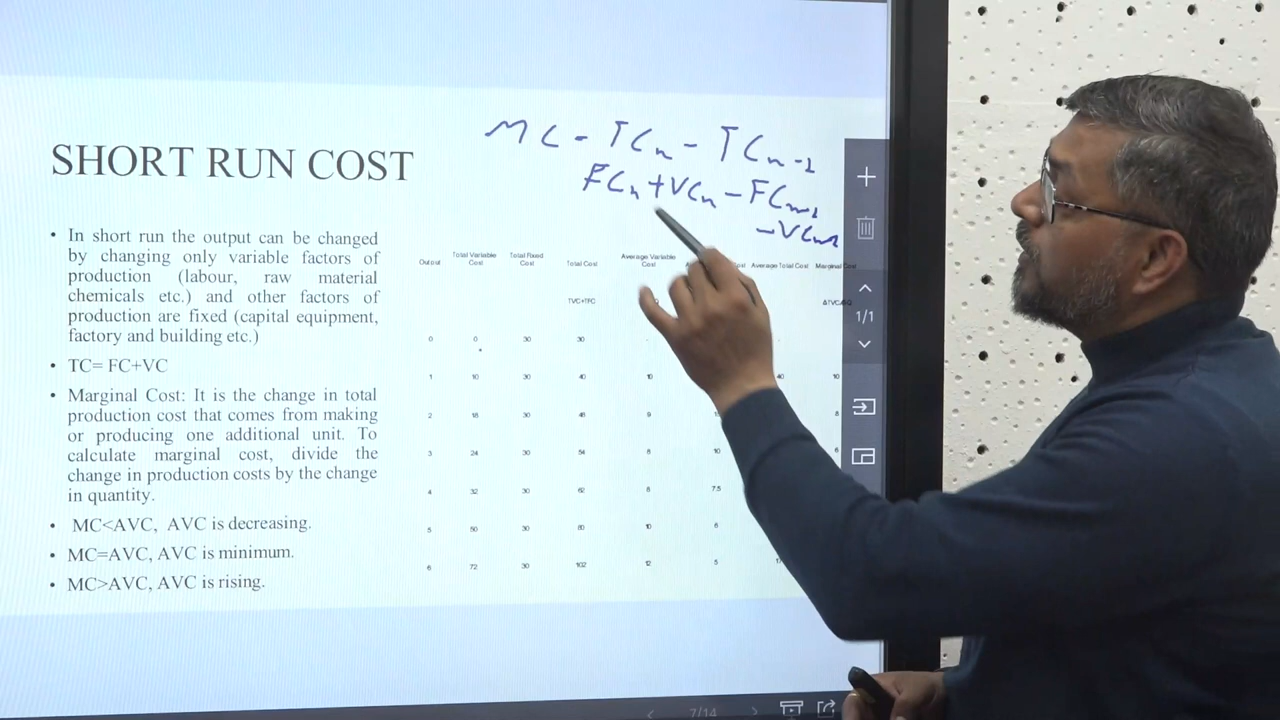 MC - TCn - TCn-1
FCn + VCn - FCn-1
- VCn-1
SHORT RUN COST
• In short run the output can be changed
by changing only variable factors of
production (labour, raw material
chemicals etc.) and other factors of
production are fixed (capital equipment,
factory and building etc.)
• TC= FC+VC
• Marginal Cost: It is the change in total
production cost that comes from making
or producing one additional unit. To
calculate marginal cost, divide the
change in production costs by the change
in quantity.
• MC<AVC, AVC is decreasing.
• MC=AVC, AVC is minimum.
• MC>AVC, AVC is rising.
Output Total Variable Cost Total Fixed Cost Total Cost Average Variable Cost Average Total Cost Marginal Cost
TVC+TFC
0 0 30 30 - -
1 10 30 40 10 40 10
2 18 30 48 9 8
3 24 30 54 8 10 6
4 32 30 62 8 7.5
5 50 30 80 10 6
6 72 30 102 12 5
1/1
7/14